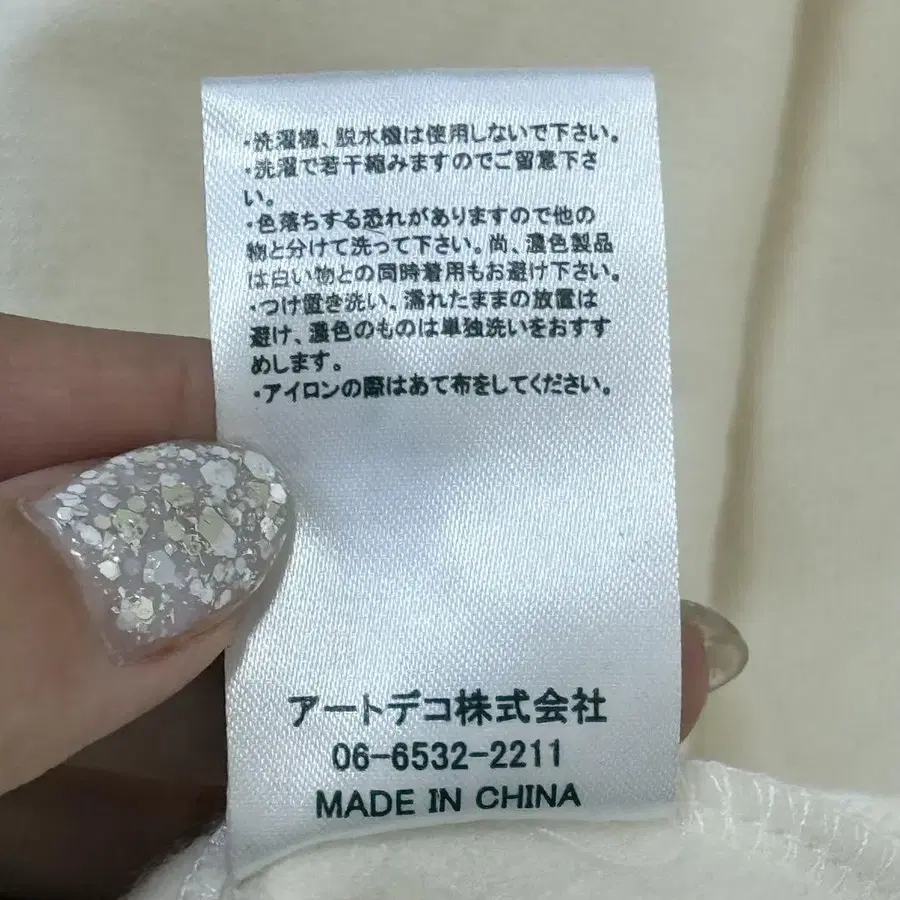 ・洗濯機、脱水機は使用しないで下さい。
・洗濯で若干縮みますのでご留意下さ
い。
・色落ちする恐れがありますので他の
物と分けて洗って下さい。尚、濃色製品
は白い物との同時着用もお避け下さい。
・つけ置き洗い、濡れたままの放置は
避け、濃色のものは単独洗いをおすす
めします。
・アイロンの際はあて布をしてください。
アートデコ株式会社
06-6532-2211
MADE IN CHINA